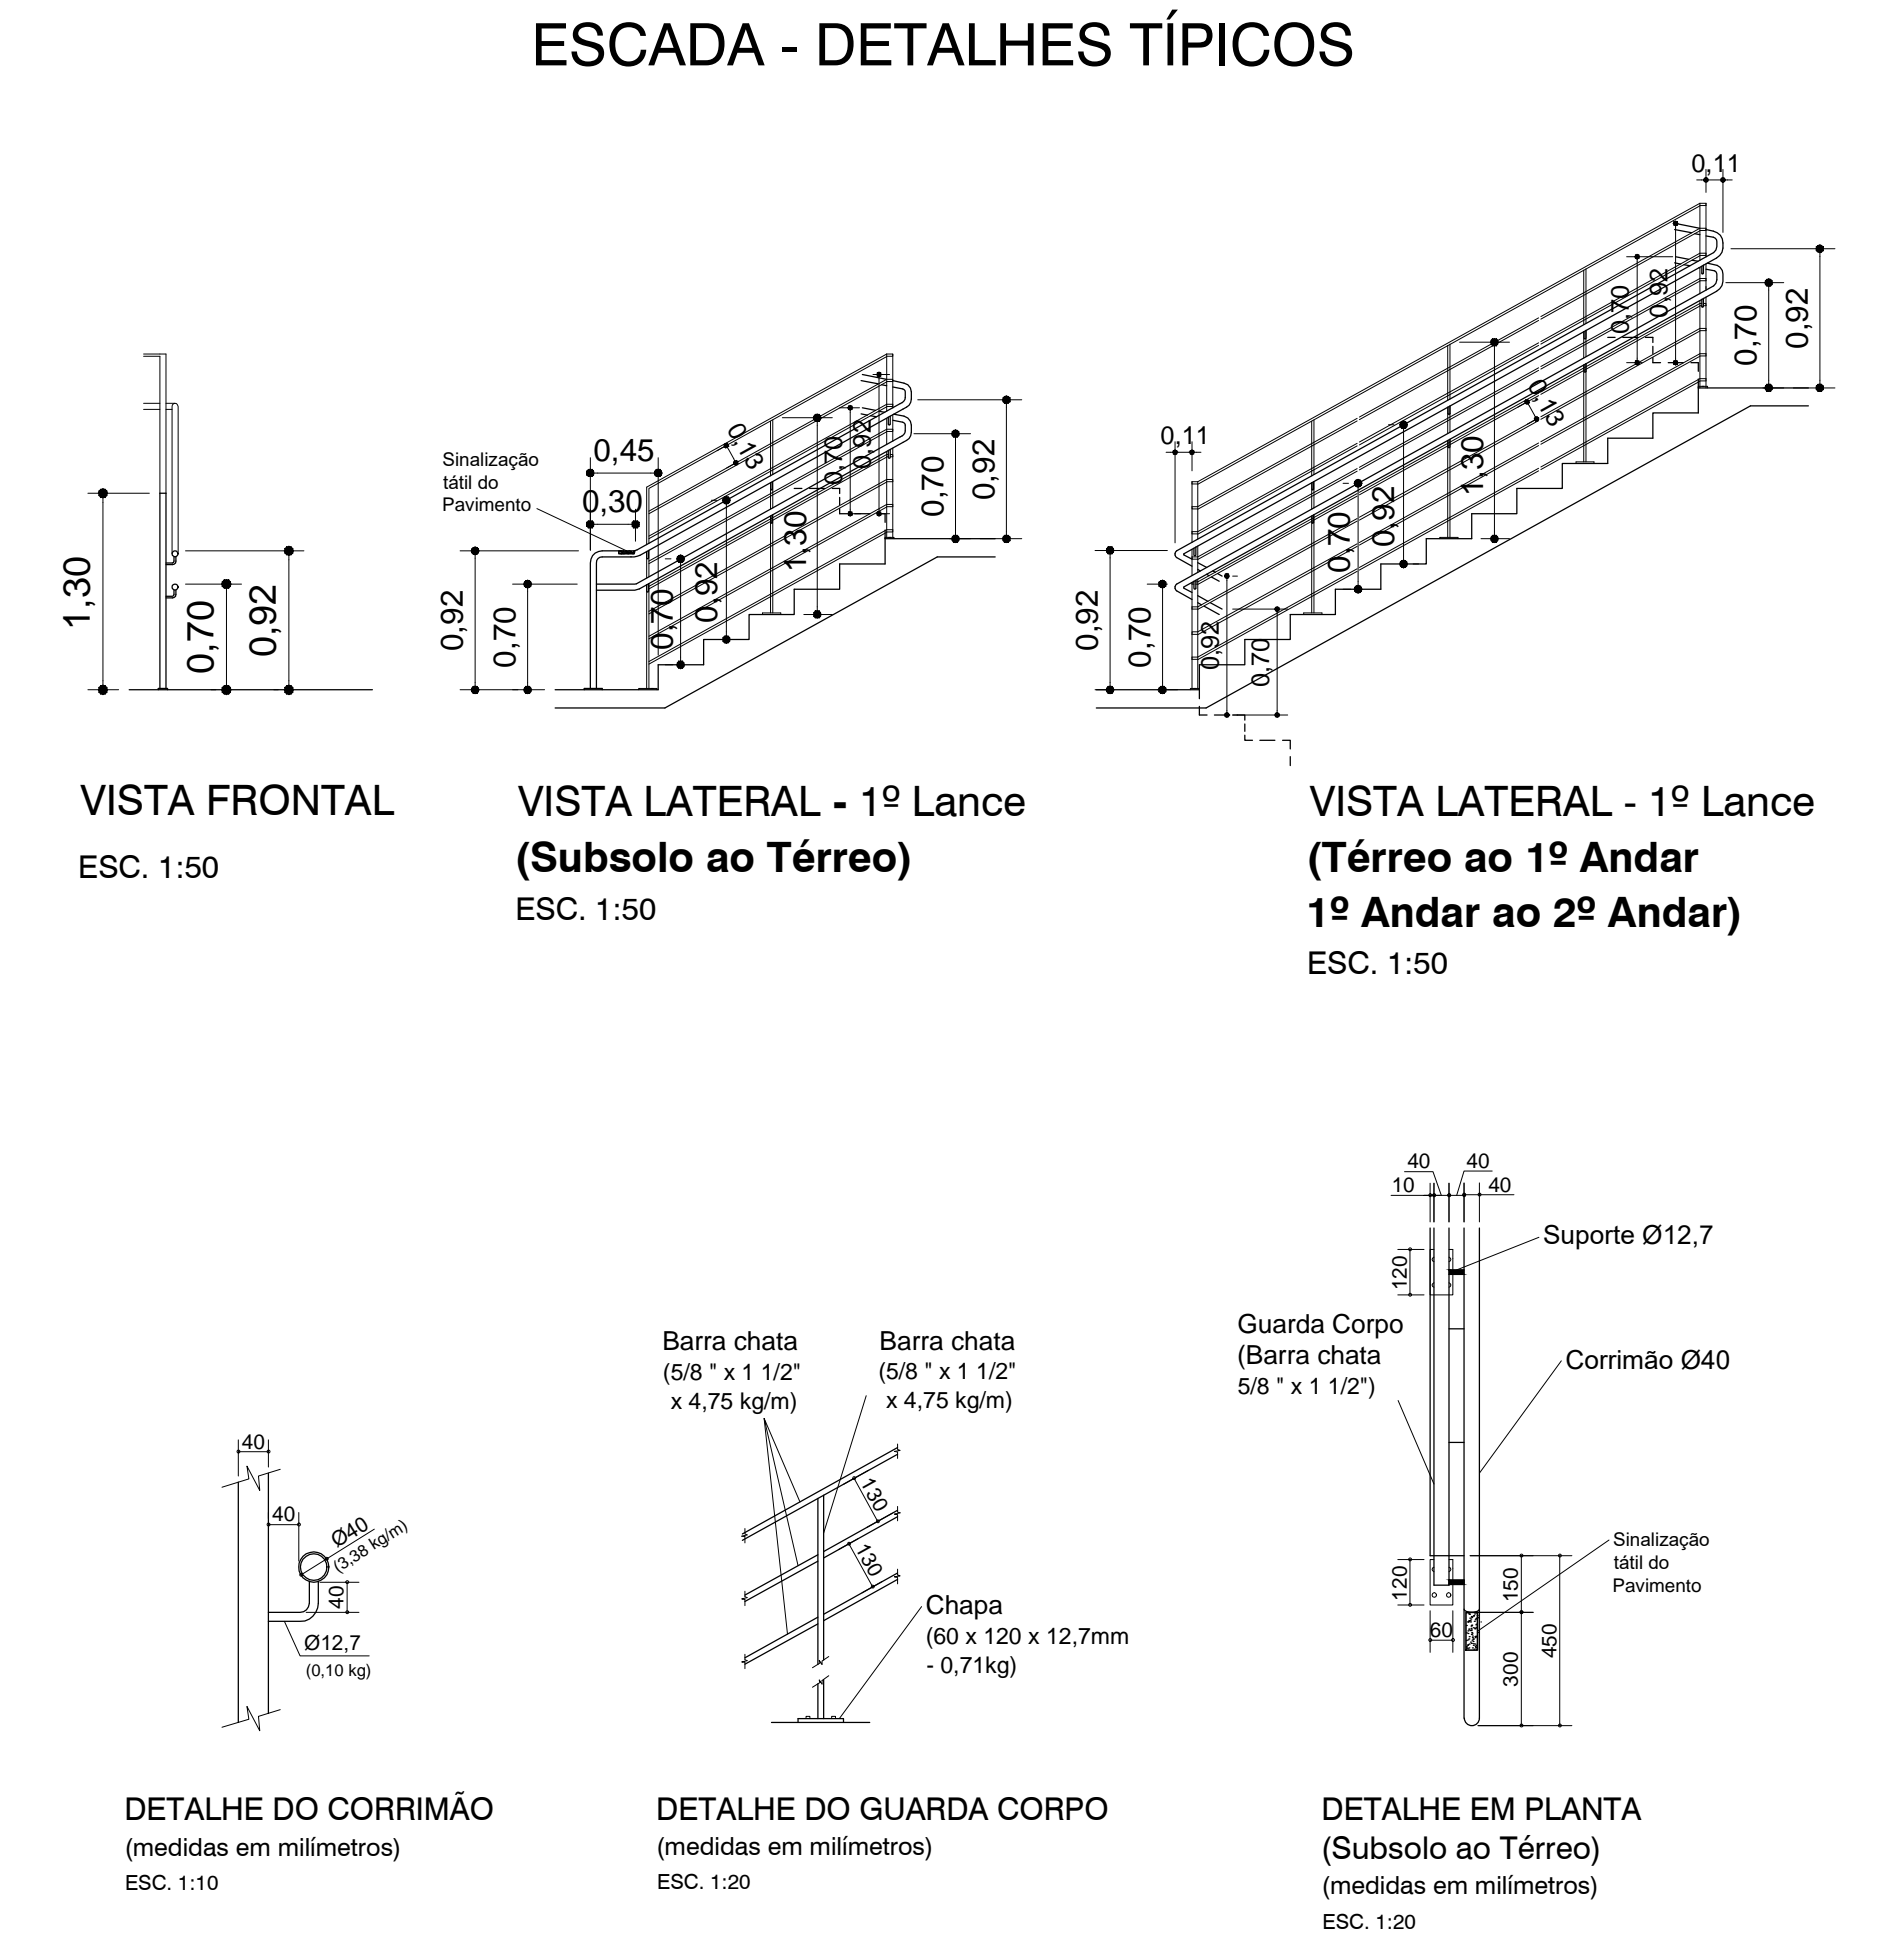 ESCADA - DETALHES TÍPICOS
1,30
0,70
0,92
VISTA FRONTAL
ESC. 1:50
Sinalização
tátil do
Pavimento
0,45
0,30
0,13
0,92
0,70
0,70
0,92
1,30
0,70
0,92
0,70
0,92
VISTA LATERAL - 1º Lance
(Subsolo ao Térreo)
ESC. 1:50
0,11
0,11
0,92
0,70
0,92
0,70
0,70
0,92
1,30
0,13
0,70
0,92
0,70
0,92
VISTA LATERAL - 1º Lance
(Térreo ao 1º Andar
1º Andar ao 2º Andar)
ESC. 1:50
40
40
Ø40
(3,38 kg/m)
40
Ø12,7
(0,10 kg)
DETALHE DO CORRIMÃO
(medidas em milímetros)
ESC. 1:10
Barra chata
(5/8 " x 1 1/2"
x 4,75 kg/m)
Barra chata
(5/8 " x 1 1/2"
x 4,75 kg/m)
130
130
Chapa
(60 x 120 x 12,7mm
- 0,71kg)
DETALHE DO GUARDA CORPO
(medidas em milímetros)
ESC. 1:20
40
40
10
40
Suporte Ø12,7
120
Guarda Corpo
(Barra chata
5/8 " x 1 1/2")
Corrimão Ø40
Sinalização
tátil do
Pavimento
120
60
150
300
450
DETALHE EM PLANTA
(Subsolo ao Térreo)
(medidas em milímetros)
ESC. 1:20